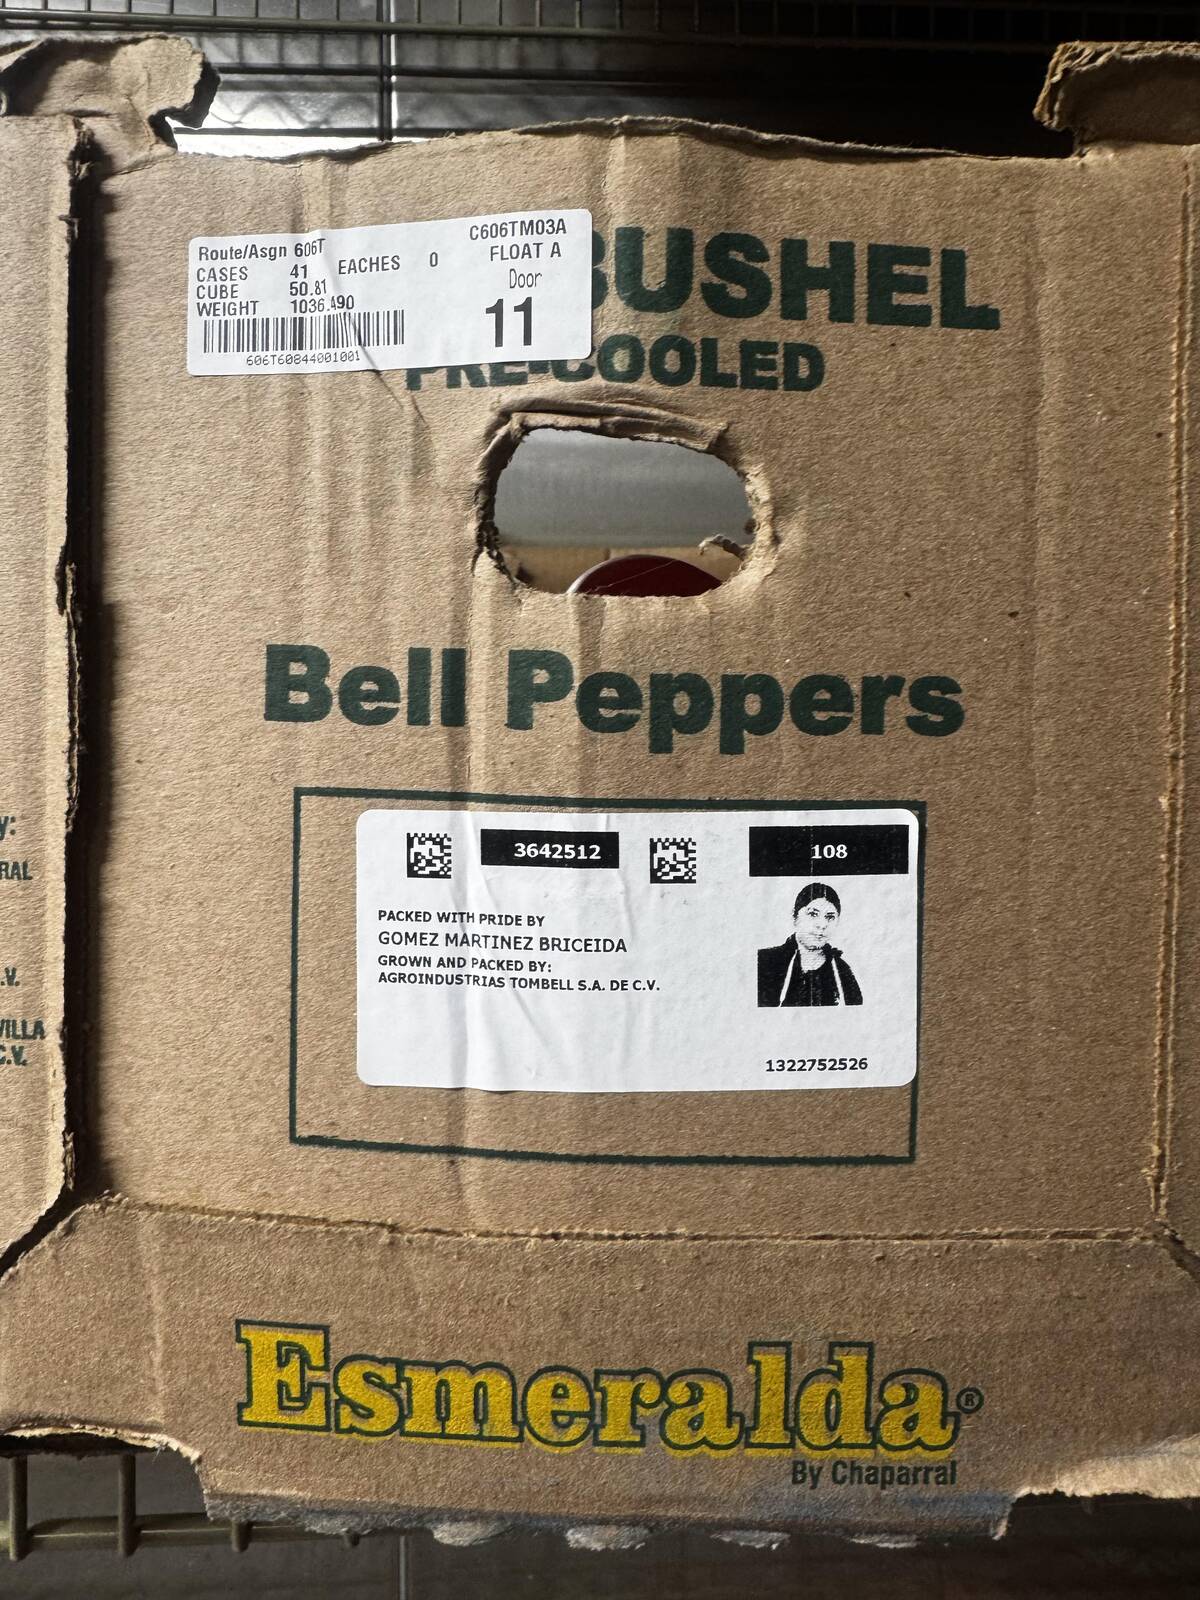 Route/Asgn 606T
C606TM03A
CASES 41 EACHES 0 FLOAT A
CUBE 50.81 Door
WEIGHT 1036.490 11
606T60844001001
BUSHEL
PRE-COOLED
Bell Peppers
3642512
108
PACKED WITH PRIDE BY
GOMEZ MARTINEZ BRICEIDA
GROWN AND PACKED BY:
AGROINDUSTRIAS TOMBELL S.A. DE C.V.
1322752526
Esmeralda®
By Chaparral
y:
RAL
.V.
VILLA
C.V.